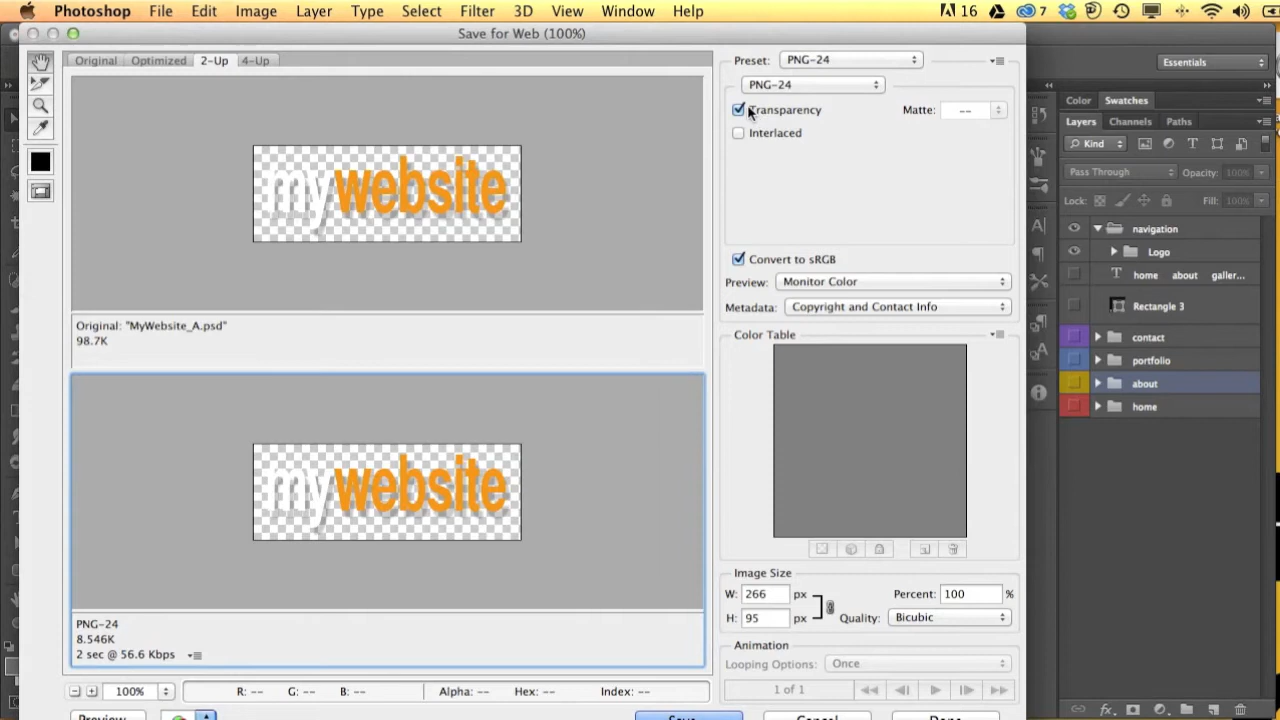 Photoshop File Edit Image Layer Type Select Filter 3D View Window Help 16 7
Save for Web (100%)
Original Optimized 2-Up 4-Up
Preset: PNG-24
PNG-24
Transparency Matte: --
Interlaced
mywebsite
Convert to sRGB
Preview: Monitor Color
Metadata: Copyright and Contact Info
Original: "MyWebsite_A.psd"
98.7K
Color Table
mywebsite
PNG-24
8.546K
2 sec @ 56.6 Kbps
Image Size
W: 266 px Percent: 100 %
H: 95 px Quality: Bicubic
Animation
Looping Options: Once
1 of 1
100% R: -- G: -- B: -- Alpha: -- Hex: -- Index: --
Preview... Save... Cancel Done
Essentials
Color Swatches
Layers Channels Paths
Kind
Pass Through Opacity: 100%
Lock: Fill: 100%
navigation
Logo
home about galler...
Rectangle 3
contact
portfolio
about
home
fx